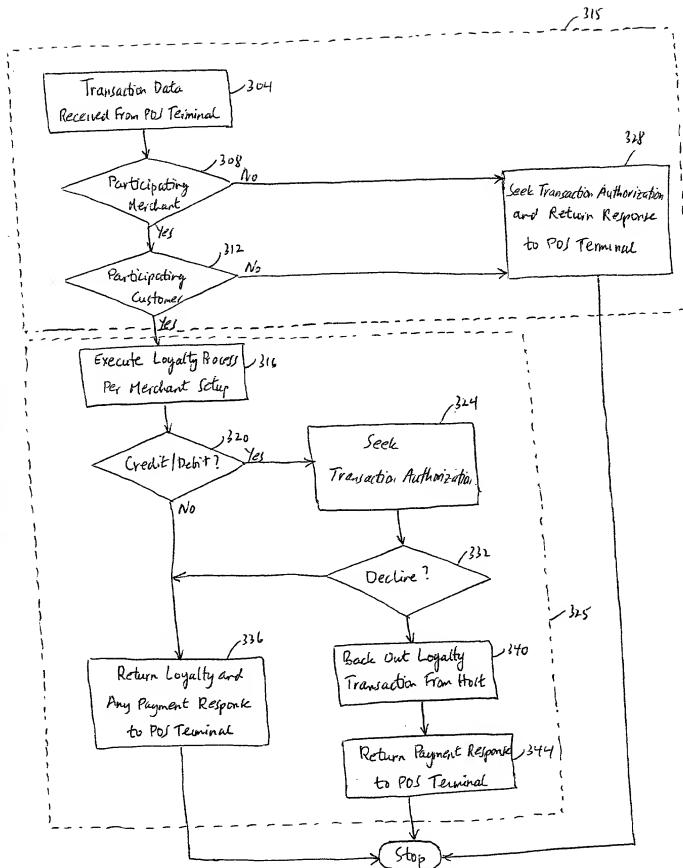 315
Transaction Data
Received From POS Terminal
304
308
No
Participating
Merchant
Yes
328
Seek Transaction Authorization
and Return Response
to POS Terminal
312
No
Participating
Customer
Yes
Execute Loyalty Process
Per Merchant Setup
316
320
Credit/Debit?
Yes
No
324
Seek
Transaction Authorization
332
Decline?
325
336
Return Loyalty and
Any Payment Response
to POS Terminal
Back Out Loyalty
Transaction From Host
340
Return Payment Response
to POS Terminal
344
Stop